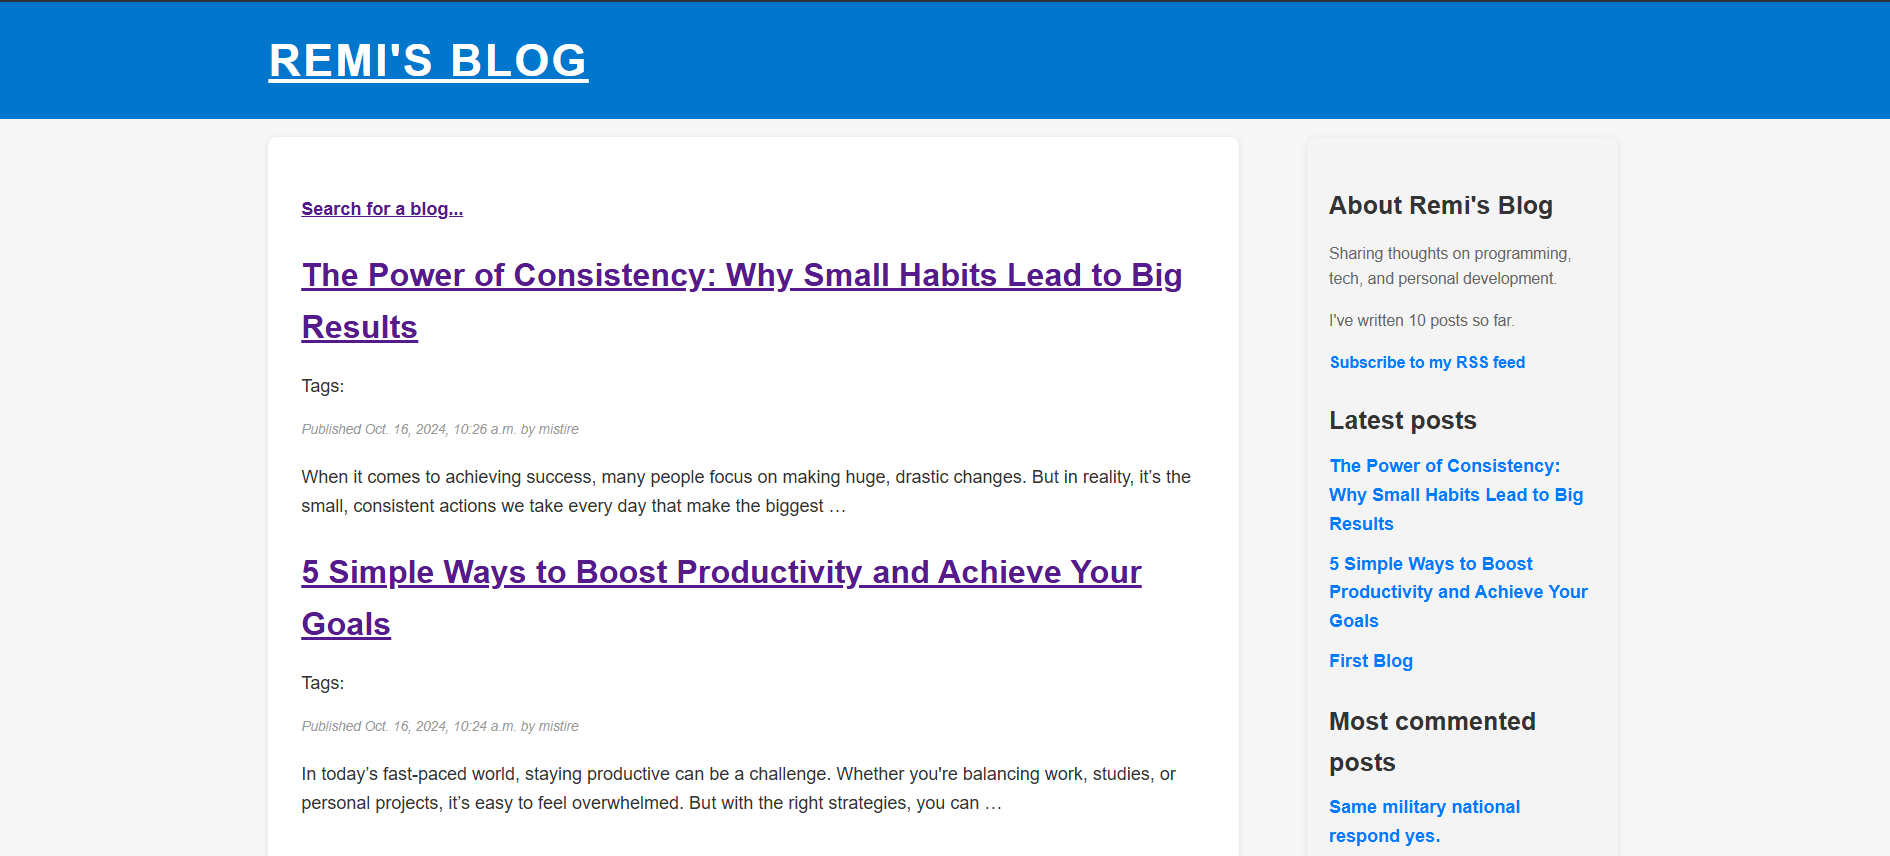 REMI'S BLOG
Search for a blog...
The Power of Consistency: Why Small Habits Lead to Big
Results
Tags:
Published Oct. 16, 2024, 10:26 a.m. by mistire
When it comes to achieving success, many people focus on making huge, drastic changes. But in reality, it’s the
small, consistent actions we take every day that make the biggest …
5 Simple Ways to Boost Productivity and Achieve Your
Goals
Tags:
Published Oct. 16, 2024, 10:24 a.m. by mistire
In today’s fast-paced world, staying productive can be a challenge. Whether you're balancing work, studies, or
personal projects, it’s easy to feel overwhelmed. But with the right strategies, you can …
About Remi's Blog
Sharing thoughts on programming,
tech, and personal development.
I've written 10 posts so far.
Subscribe to my RSS feed
Latest posts
The Power of Consistency:
Why Small Habits Lead to Big
Results
5 Simple Ways to Boost
Productivity and Achieve Your
Goals
First Blog
Most commented
posts
Same military national
respond yes.